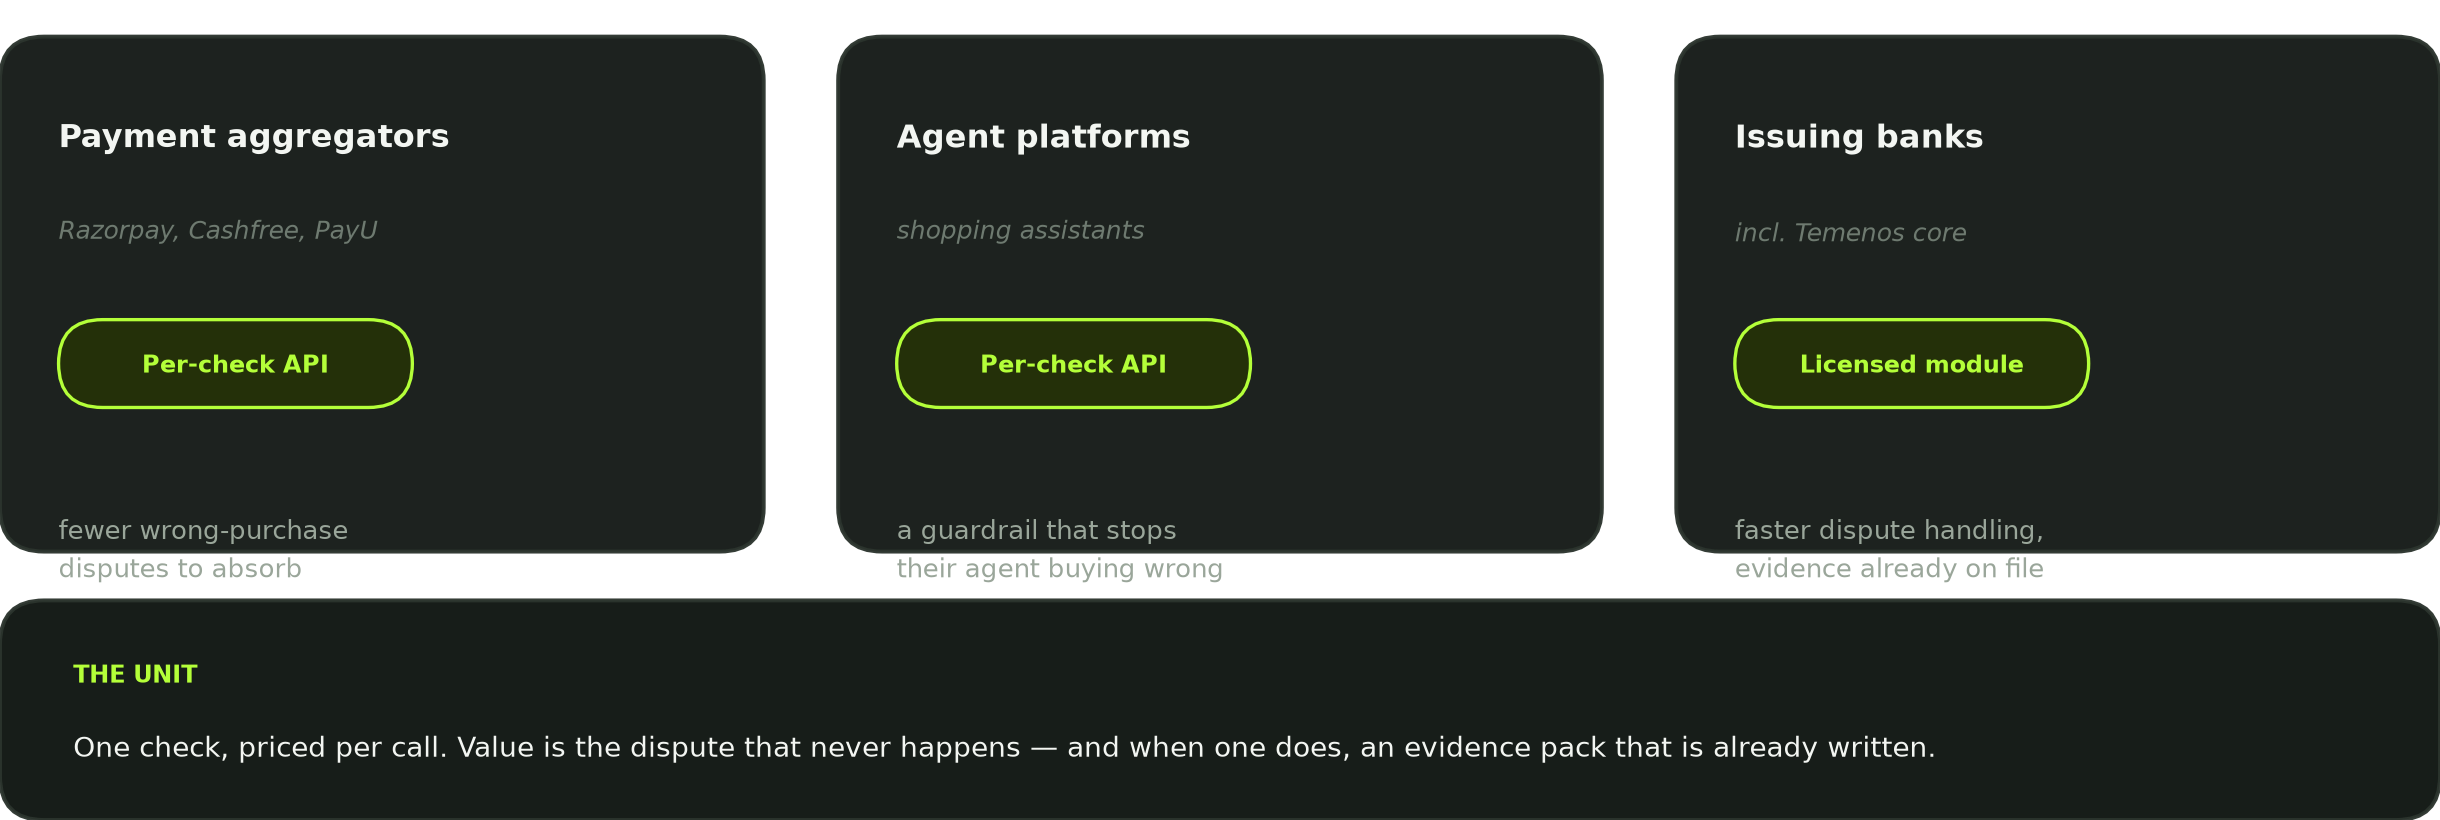 Payment aggregators
Razorpay, Cashfree, PayU
Per-check API
fewer wrong-purchase
disputes to absorb
Agent platforms
shopping assistants
Per-check API
a guardrail that stops
their agent buying wrong
Issuing banks
incl. Temenos core
Licensed module
faster dispute handling,
evidence already on file
THE UNIT
One check, priced per call. Value is the dispute that never happens — and when one does, an evidence pack that is already written.